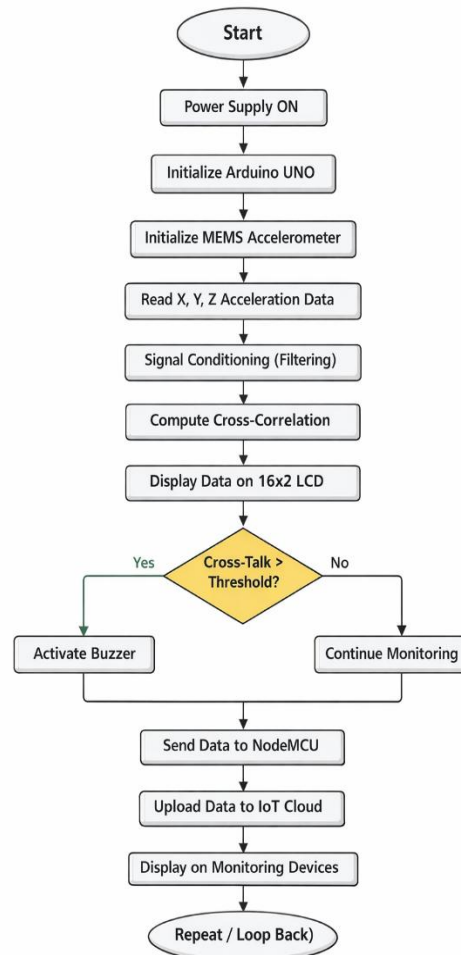 Start
Power Supply ON
Initialize Arduino UNO
Initialize MEMS Accelerometer
Read X, Y, Z Acceleration Data
Signal Conditioning (Filtering)
Compute Cross-Correlation
Display Data on 16x2 LCD
Cross-Talk >
Threshold?
Yes
No
Activate Buzzer
Continue Monitoring
Send Data to NodeMCU
Upload Data to IoT Cloud
Display on Monitoring Devices
Repeat / Loop Back)